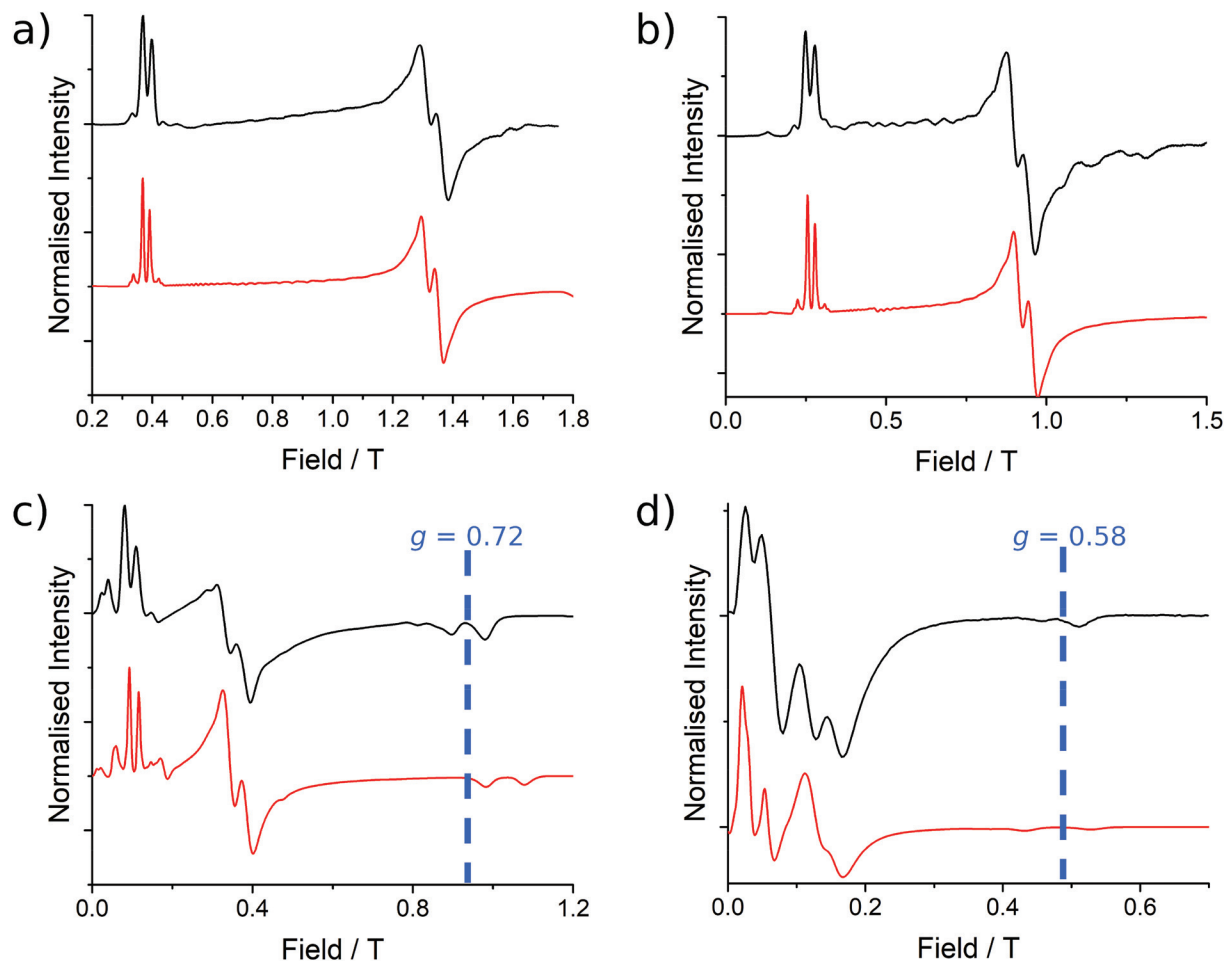 a)
Normalised Intensity
0.2 0.4 0.6 0.8 1.0 1.2 1.4 1.6 1.8
Field / T
b)
Normalised Intensity
0.0 0.5 1.0 1.5
Field / T
c)
g = 0.72
Normalised Intensity
0.0 0.4 0.8 1.2
Field / T
d)
g = 0.58
Normalised Intensity
0.0 0.2 0.4 0.6
Field / T